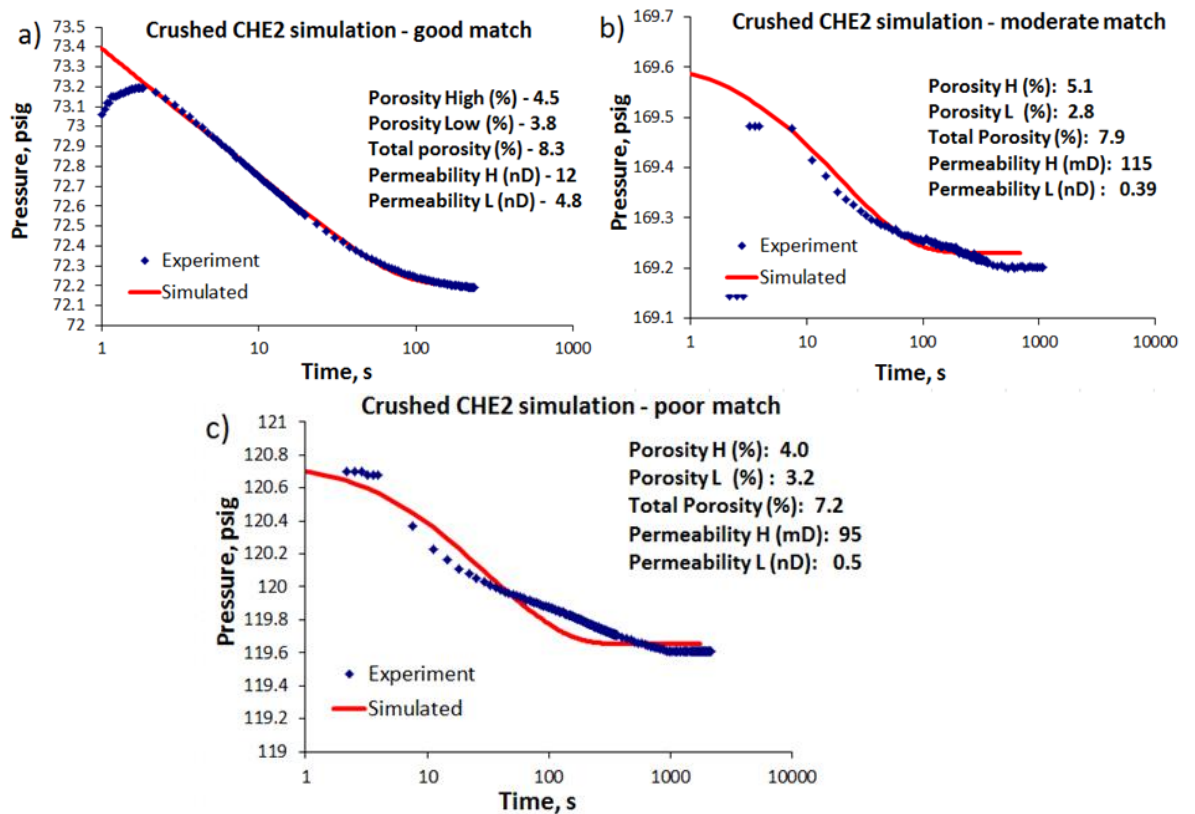 a)
Crushed CHE2 simulation - good match
Pressure, psig
73.5
73.4
73.3
73.2
73.1
73
72.9
72.8
72.7
72.6
72.5
72.4
72.3
72.2
72.1
72
Porosity High (%) - 4.5
Porosity Low (%) - 3.8
Total porosity (%) - 8.3
Permeability H (nD) - 12
Permeability L (nD) - 4.8
Experiment
Simulated
1
10
100
1000
Time, s
b)
Crushed CHE2 simulation - moderate match
Pressure, psig
169.7
169.6
169.5
169.4
169.3
169.2
169.1
Porosity H (%): 5.1
Porosity L (%): 2.8
Total Porosity (%): 7.9
Permeability H (mD): 115
Permeability L (nD) : 0.39
Experiment
Simulated
1
10
100
1000
10000
Time, s
c)
Crushed CHE2 simulation - poor match
Pressure, psig
121
120.8
120.6
120.4
120.2
120
119.8
119.6
119.4
119.2
119
Porosity H (%): 4.0
Porosity L (%) : 3.2
Total Porosity (%): 7.2
Permeability H (mD): 95
Permeability L (nD): 0.5
Experiment
Simulated
1
10
100
1000
10000
Time, s